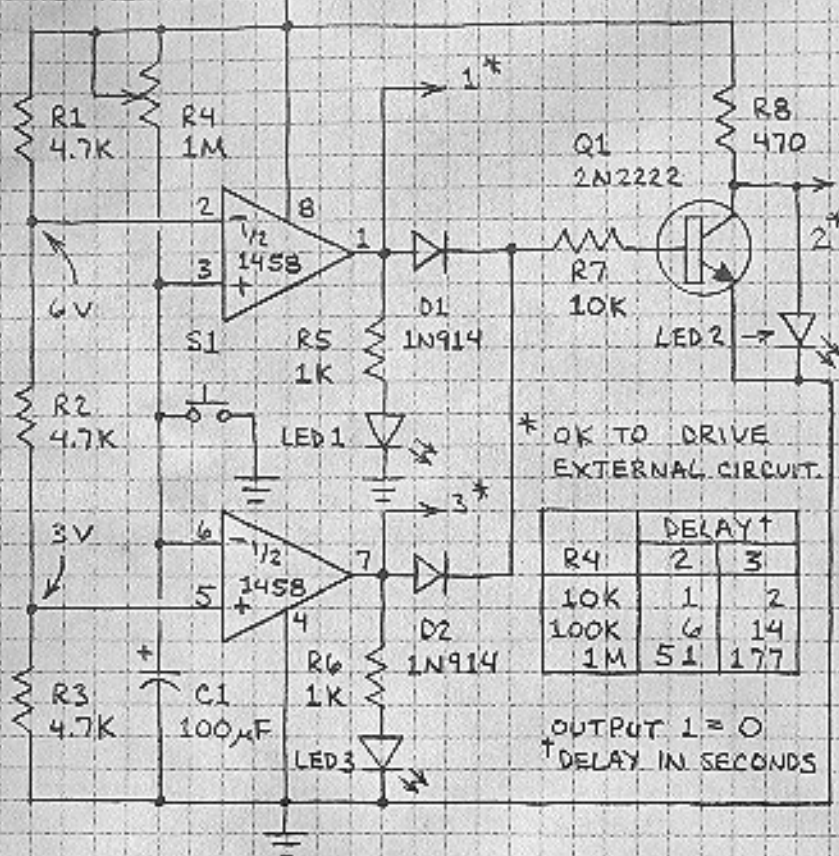 1*
R1
4.7K
R4
1M
R8
470
Q1
2N2222
2
8
-
1/2
1458
3
+
1
2*
6V
R7
10K
S1
R5
1K
D1
1N914
LED 2
R2
4.7K
LED 1
* OK TO DRIVE
EXTERNAL CIRCUIT.
3*
3V
6
-
1/2
1458
5
+
7
4
DELAY†
R4 2 3
10K 1 2
100K 6 14
1M 51 177
D2
1N914
R6
1K
+
R3
4.7K
C1
100µF
LED3
OUTPUT 1 = 0
† DELAY IN SECONDS